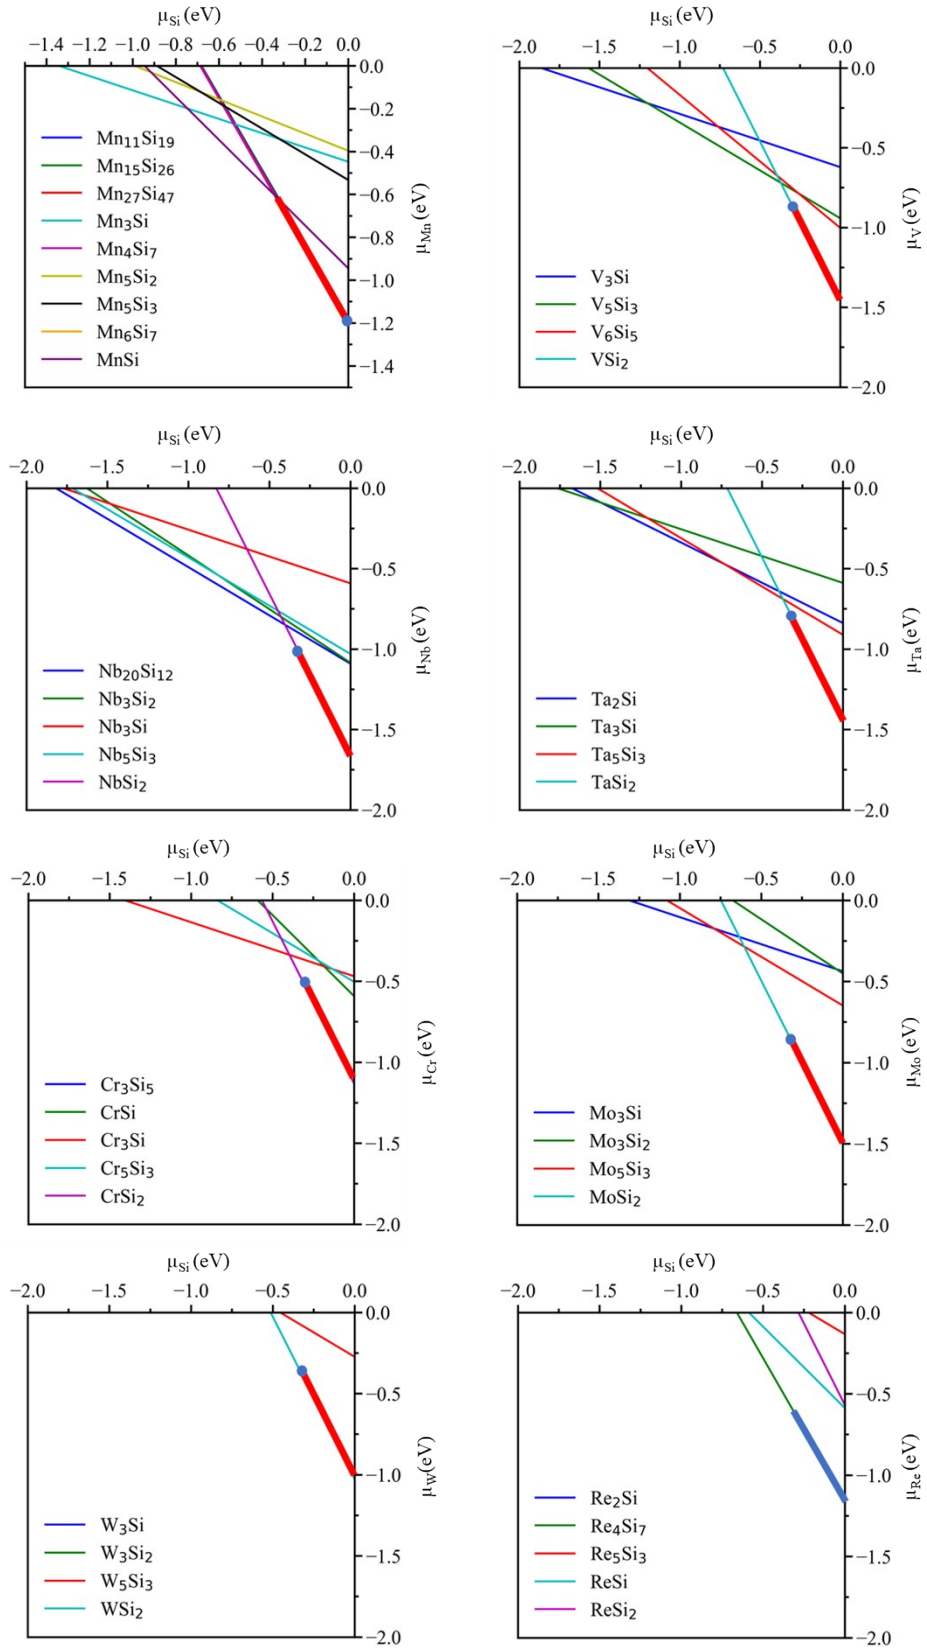 μSi (eV)
−1.4 −1.2 −1.0 −0.8 −0.6 −0.4 −0.2 0.0
0.0
−0.2
−0.4
−0.6
−0.8
−1.0
−1.2
−1.4
μMn (eV)
Mn11Si19
Mn15Si26
Mn27Si47
Mn3Si
Mn4Si7
Mn5Si2
Mn5Si3
Mn6Si7
MnSi
μSi (eV)
−2.0 −1.5 −1.0 −0.5 0.0
0.0
−0.5
−1.0
−1.5
−2.0
μV (eV)
V3Si
V5Si3
V6Si5
VSi2
μSi (eV)
−2.0 −1.5 −1.0 −0.5 0.0
0.0
−0.5
−1.0
−1.5
−2.0
μNb (eV)
Nb20Si12
Nb3Si2
Nb3Si
Nb5Si3
NbSi2
μSi (eV)
−2.0 −1.5 −1.0 −0.5 0.0
0.0
−0.5
−1.0
−1.5
−2.0
μTa (eV)
Ta2Si
Ta3Si
Ta5Si3
TaSi2
μSi (eV)
−2.0 −1.5 −1.0 −0.5 0.0
0.0
−0.5
−1.0
−1.5
−2.0
μCr (eV)
Cr3Si5
CrSi
Cr3Si
Cr5Si3
CrSi2
μSi (eV)
−2.0 −1.5 −1.0 −0.5 0.0
0.0
−0.5
−1.0
−1.5
−2.0
μMo (eV)
Mo3Si
Mo3Si2
Mo5Si3
MoSi2
μSi (eV)
−2.0 −1.5 −1.0 −0.5 0.0
0.0
−0.5
−1.0
−1.5
−2.0
μW(eV)
W3Si
W3Si2
W5Si3
WSi2
μSi (eV)
−2.0 −1.5 −1.0 −0.5 0.0
0.0
−0.5
−1.0
−1.5
−2.0
μRe (eV)
Re2Si
Re4Si7
Re5Si3
ReSi
ReSi2